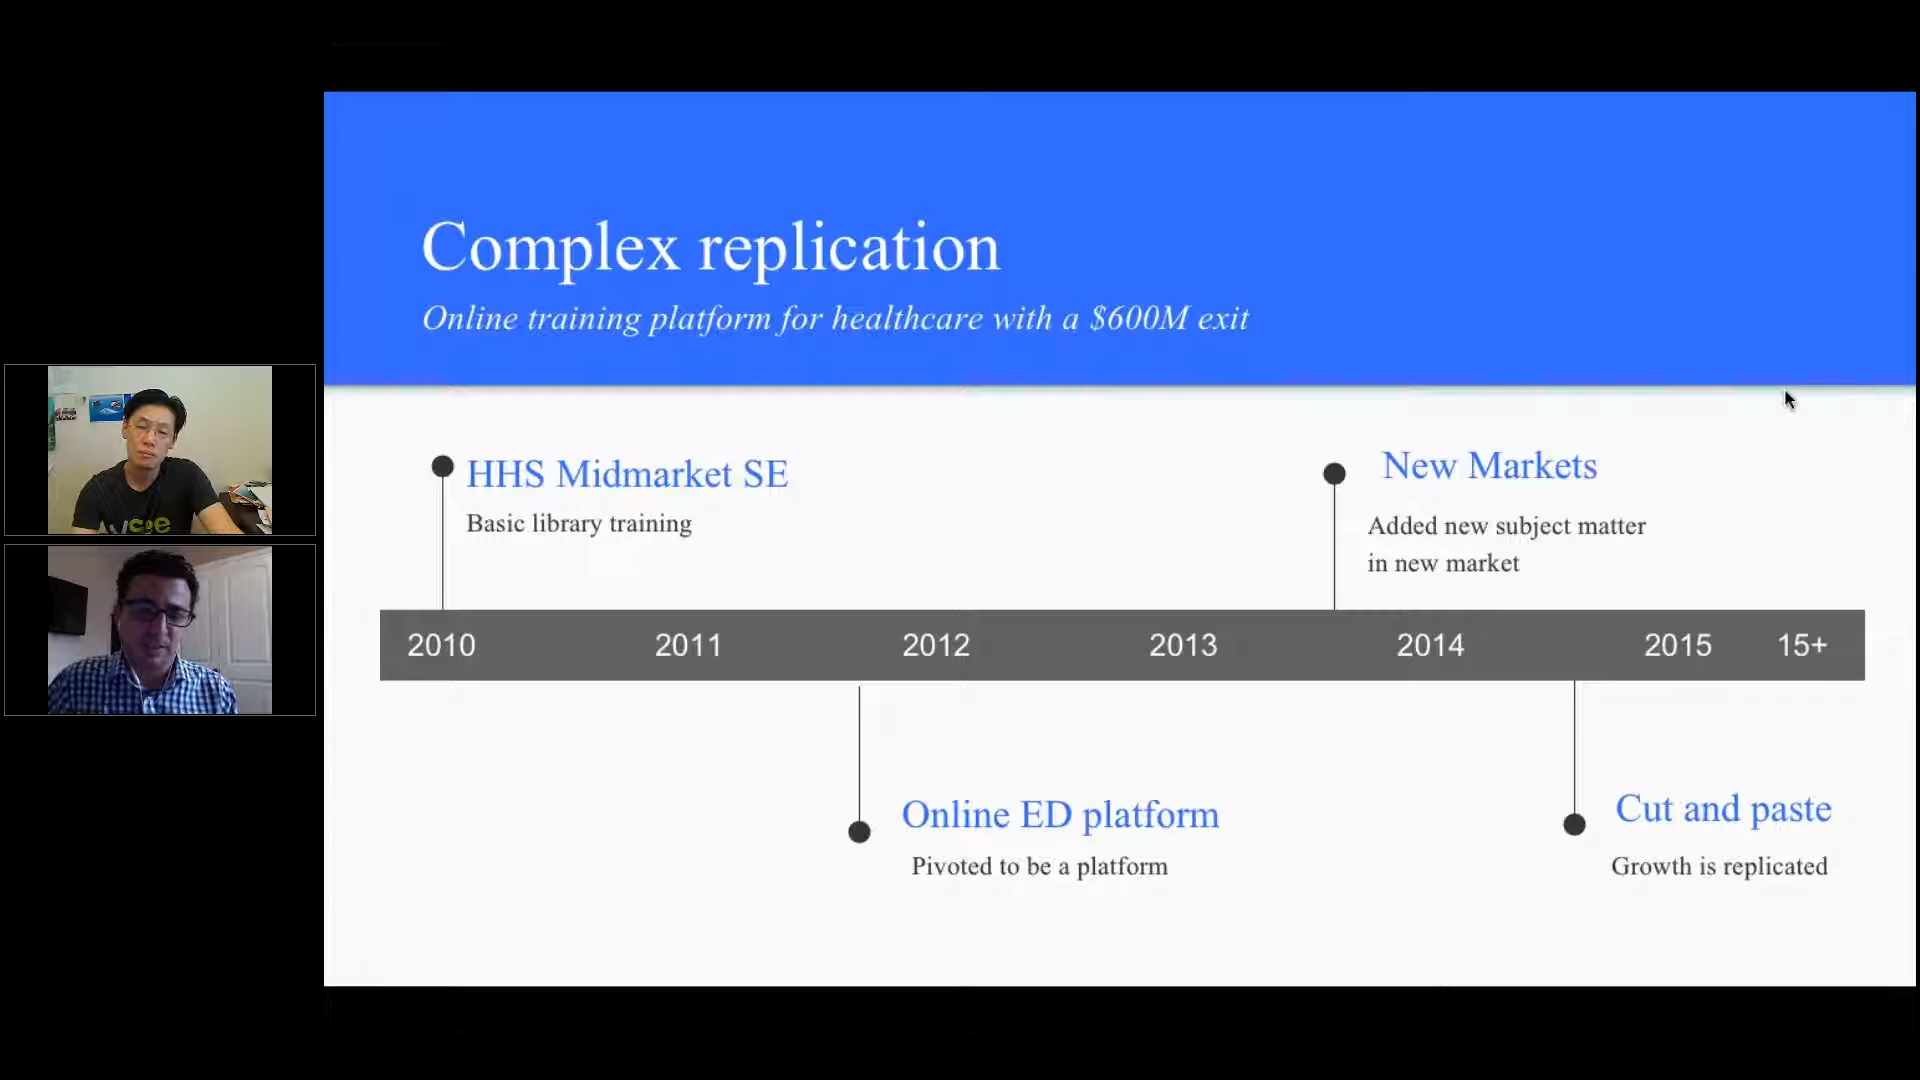 Complex replication
Online training platform for healthcare with a $600M exit
HHS Midmarket SE
Basic library training
New Markets
Added new subject matter
in new market
2010 2011 2012 2013 2014 2015 15+
Online ED platform
Pivoted to be a platform
Cut and paste
Growth is replicated